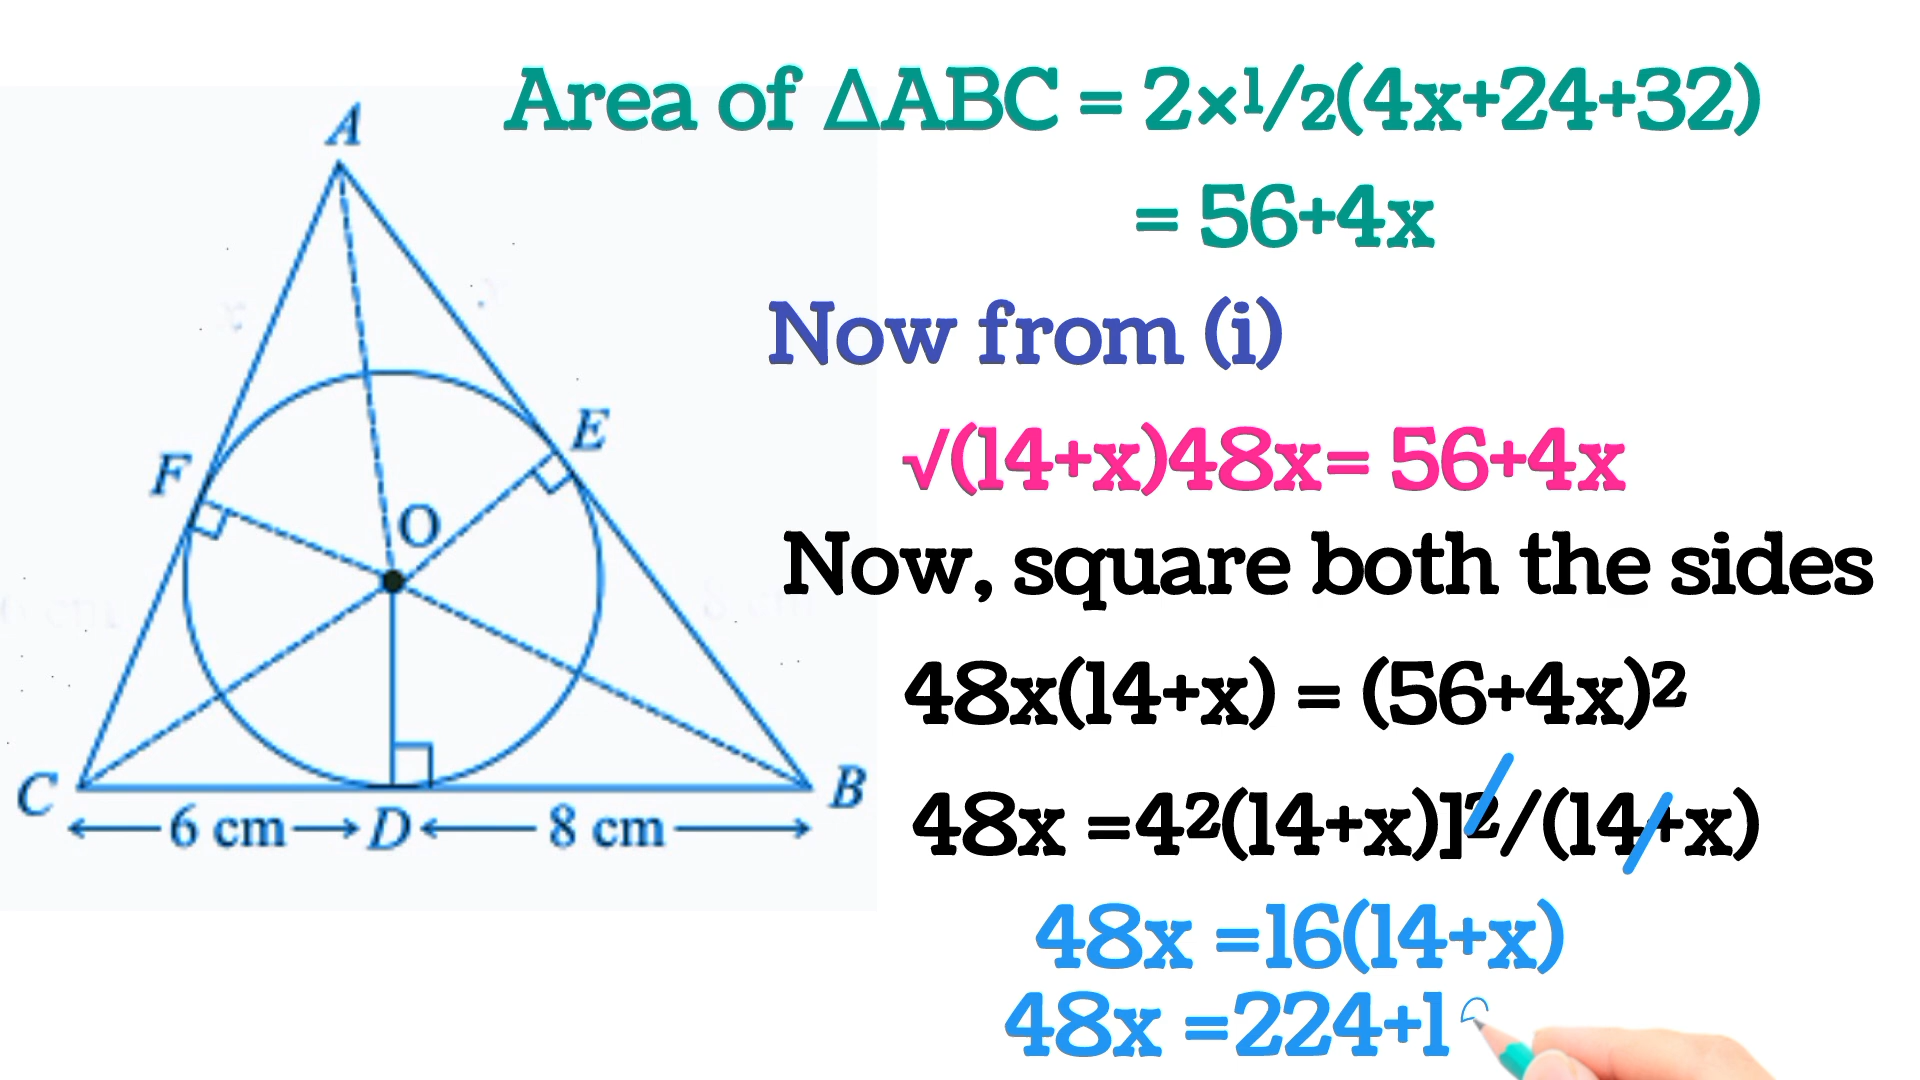 Area of ΔABC = 2×½(4x+24+32)
= 56+4x
Now from (i)
√(14+x)48x= 56+4x
Now, square both the sides
48x(14+x) = (56+4x)²
48x =4²(14+x)]²/(14+x)
48x =16(14+x)
48x =224+1
A
E
F
O
C
B
6 cm D 8 cm